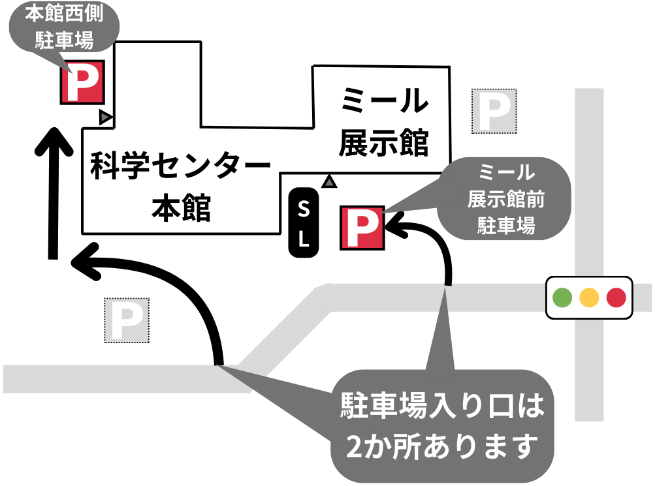 本館西側
駐車場
P
P
ミール
展示館
科学センター
本館
ミール
展示館前
駐車場
S
L
P
P
駐車場入り口は
2か所あります